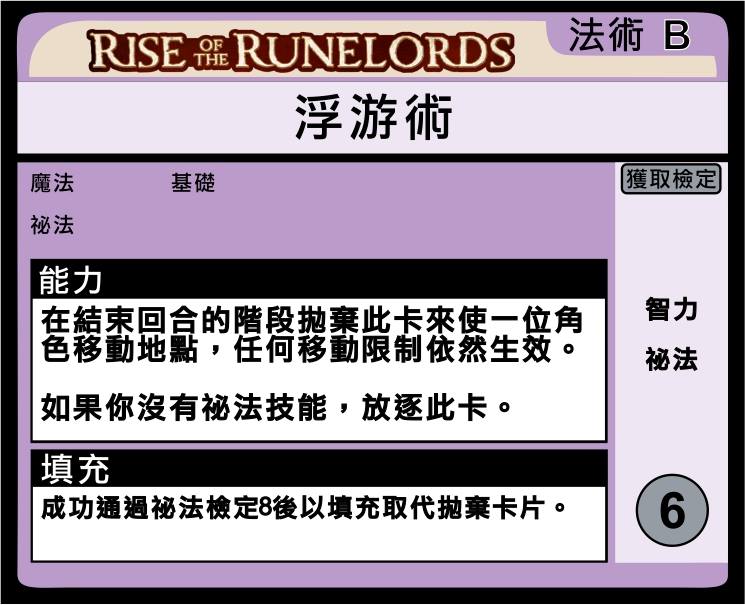 RISE OF THE RUNELORDS
法術 B
浮游術
魔法 基礎
祕法
獲取檢定
智力
祕法
6
能力
在結束回合的階段拋棄此卡來使一位角
色移動地點，任何移動限制依然生效。
如果你沒有祕法技能，放逐此卡。
填充
成功通過祕法檢定8後以填充取代拋棄卡片。